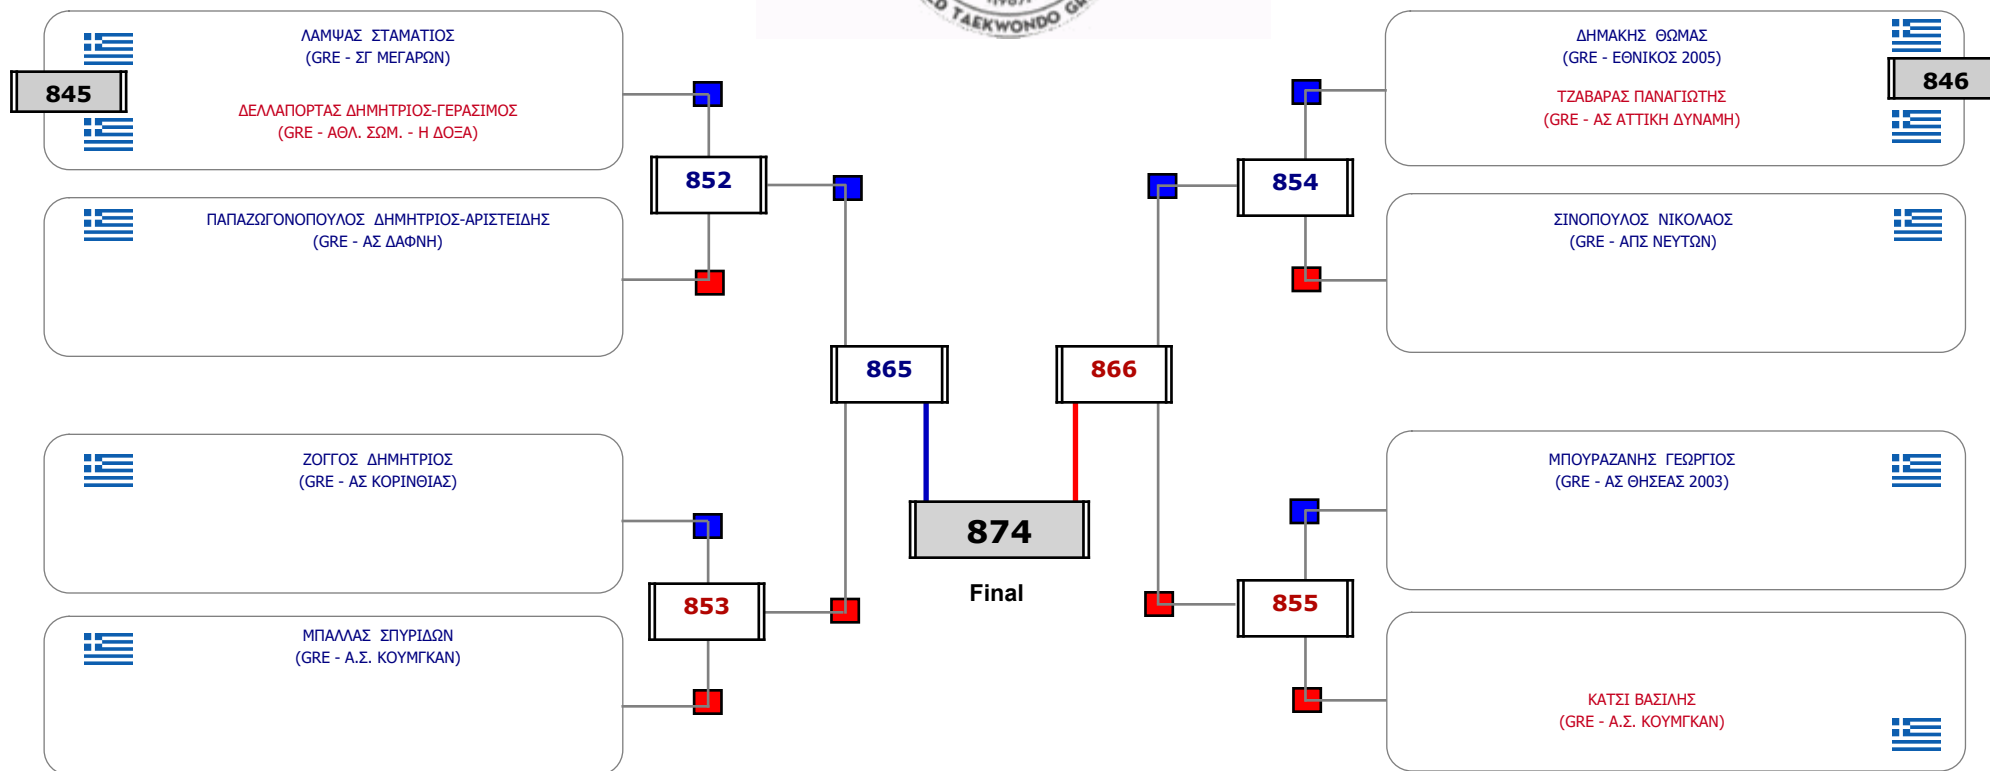 TAEKWONDO
ΛΑΜΨΑΣ ΣΤΑΜΑΤΙΟΣ
(GRE - ΣΓ ΜΕΓΑΡΩΝ)
845
ΔΕΛΛΑΠΟΡΤΑΣ ΔΗΜΗΤΡΙΟΣ-ΓΕΡΑΣΙΜΟΣ
(GRE - ΑΘΛ. ΣΩΜ. - Η ΔΟΞΑ)
852
ΠΑΠΑΖΩΓΟΝΟΠΟΥΛΟΣ ΔΗΜΗΤΡΙΟΣ-ΑΡΙΣΤΕΙΔΗΣ
(GRE - ΑΣ ΔΑΦΝΗ)
865
ΖΟΓΓΟΣ ΔΗΜΗΤΡΙΟΣ
(GRE - ΑΣ ΚΟΡΙΝΘΙΑΣ)
853
ΜΠΑΛΛΑΣ ΣΠΥΡΙΔΩΝ
(GRE - Α.Σ. ΚΟΥΜΓΚΑΝ)
874
Final
ΔΗΜΑΚΗΣ ΘΩΜΑΣ
(GRE - ΕΘΝΙΚΟΣ 2005)
846
ΤΖΑΒΑΡΑΣ ΠΑΝΑΓΙΩΤΗΣ
(GRE - ΑΣ ΑΤΤΙΚΗ ΔΥΝΑΜΗ)
854
ΣΙΝΟΠΟΥΛΟΣ ΝΙΚΟΛΑΟΣ
(GRE - ΑΠΣ ΝΕΥΤΩΝ)
866
ΜΠΟΥΡΑΖΑΝΗΣ ΓΕΩΡΓΙΟΣ
(GRE - ΑΣ ΘΗΣΕΑΣ 2003)
855
ΚΑΤΣΙ ΒΑΣΙΛΗΣ
(GRE - Α.Σ. ΚΟΥΜΓΚΑΝ)